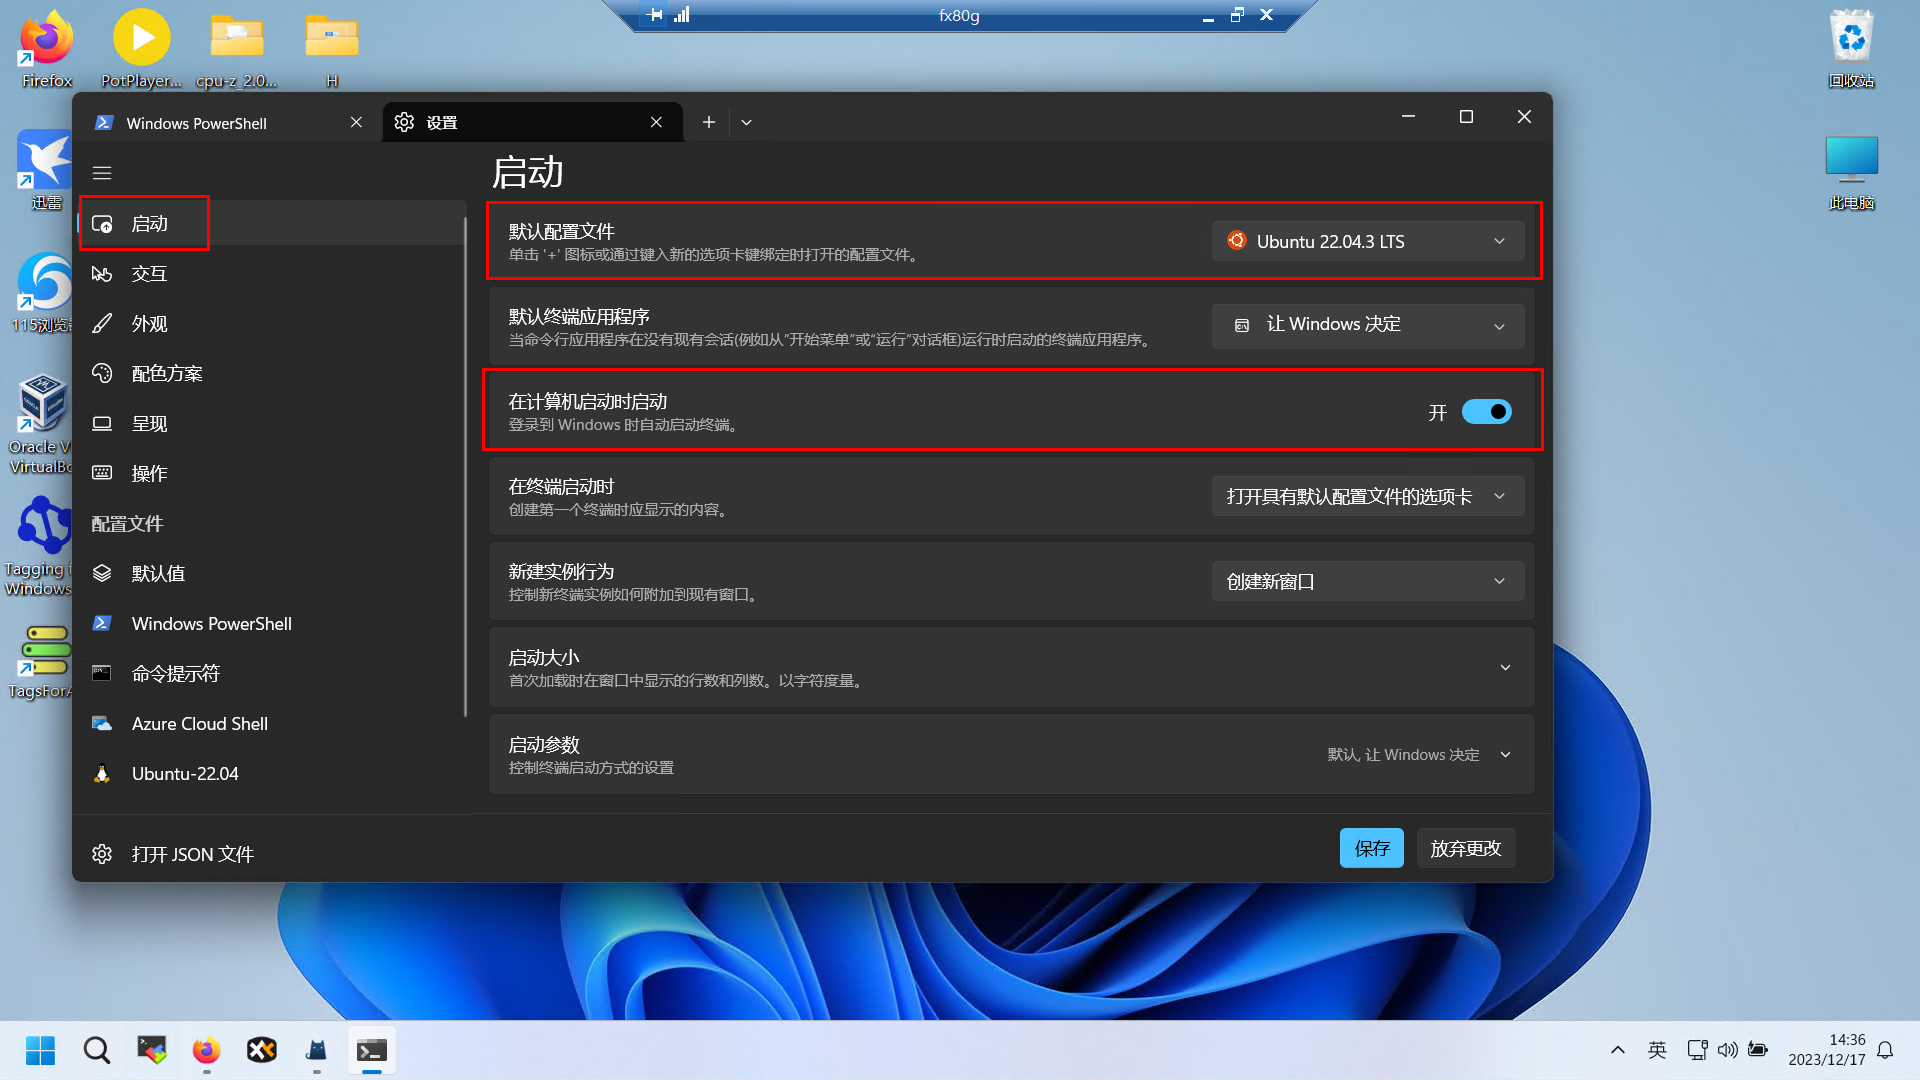 fx80g
Firefox
PotPlayer...
cpu-z_2.0...
H
回收站
迅雷
此电脑
115浏览器
Oracle V
VirtualBo
Tagging f
Windows
TagsForA
Windows PowerShell
设置
启动
交互
外观
配色方案
呈现
操作
配置文件
默认值
Windows PowerShell
命令提示符
Azure Cloud Shell
Ubuntu-22.04
打开 JSON 文件
启动
默认配置文件
单击 '+' 图标或通过键入新的选项卡键绑定时打开的配置文件。
Ubuntu 22.04.3 LTS
默认终端应用程序
当命令行应用程序在没有现有会话(例如从"开始菜单"或"运行"对话框)运行时启动的终端应用程序。
让 Windows 决定
在计算机启动时启动
登录到 Windows 时自动启动终端。
开
在终端启动时
创建第一个终端时应显示的内容。
打开具有默认配置文件的选项卡
新建实例行为
控制新终端实例如何附加到现有窗口。
创建新窗口
启动大小
首次加载时在窗口中显示的行数和列数。以字符度量。
启动参数
控制终端启动方式的设置
默认, 让 Windows 决定
保存
放弃更改
英
14:36
2023/12/17